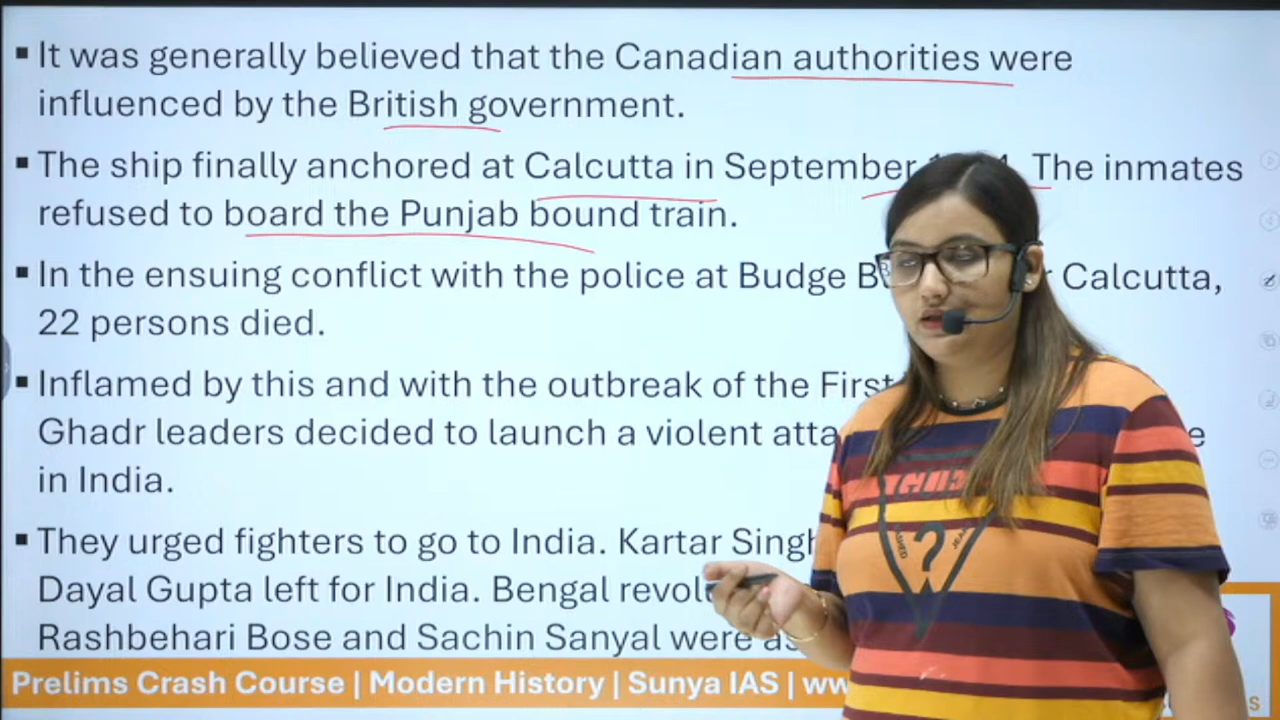 ▪ It was generally believed that the Canadian authorities were
influenced by the British government.
▪ The ship finally anchored at Calcutta in September The inmates
refused to board the Punjab bound train.
▪ In the ensuing conflict with the police at Budge Calcutta,
22 persons died.
▪ Inflamed by this and with the outbreak of the First
Ghadr leaders decided to launch a violent
in India.
▪ They urged fighters to go to India. Kartar Singh
Dayal Gupta left for India. Bengal
Rashbehari Bose and Sachin Sanyal were
Prelims Crash Course | Modern History | Sunya IAS |
GUESS
?